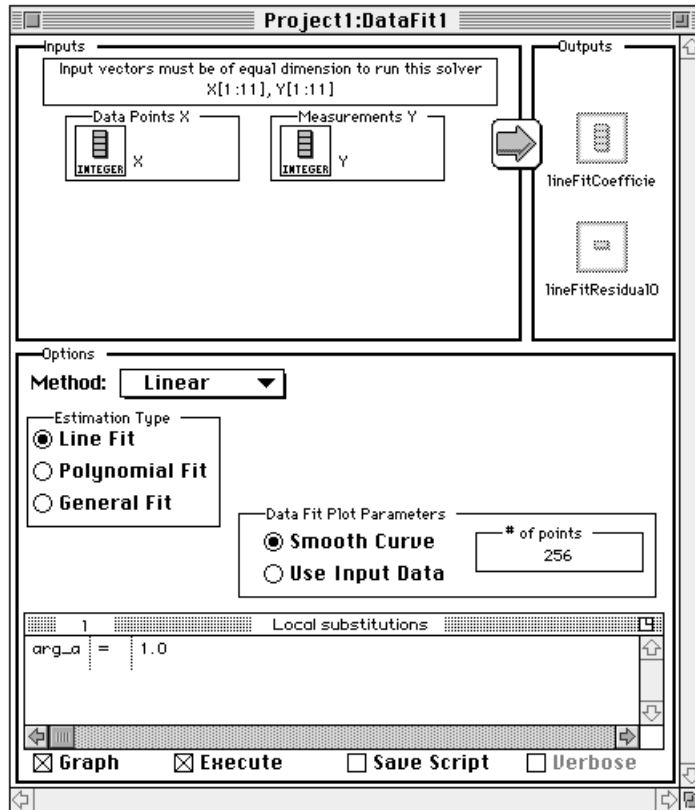 Project1:DataFit1
Inputs
Input vectors must be of equal dimension to run this solver
X[1:11], Y[1:11]
Data Points X
INTEGER X
Measurements Y
INTEGER Y
Outputs
lineFitCoefficie
lineFitResidual0
Options
Method: Linear
Estimation Type
Line Fit
Polynomial Fit
General Fit
Data Fit Plot Parameters
Smooth Curve
Use Input Data
# of points
256
1 Local substitutions
arg_a = 1.0
Graph Execute Save Script Verbose